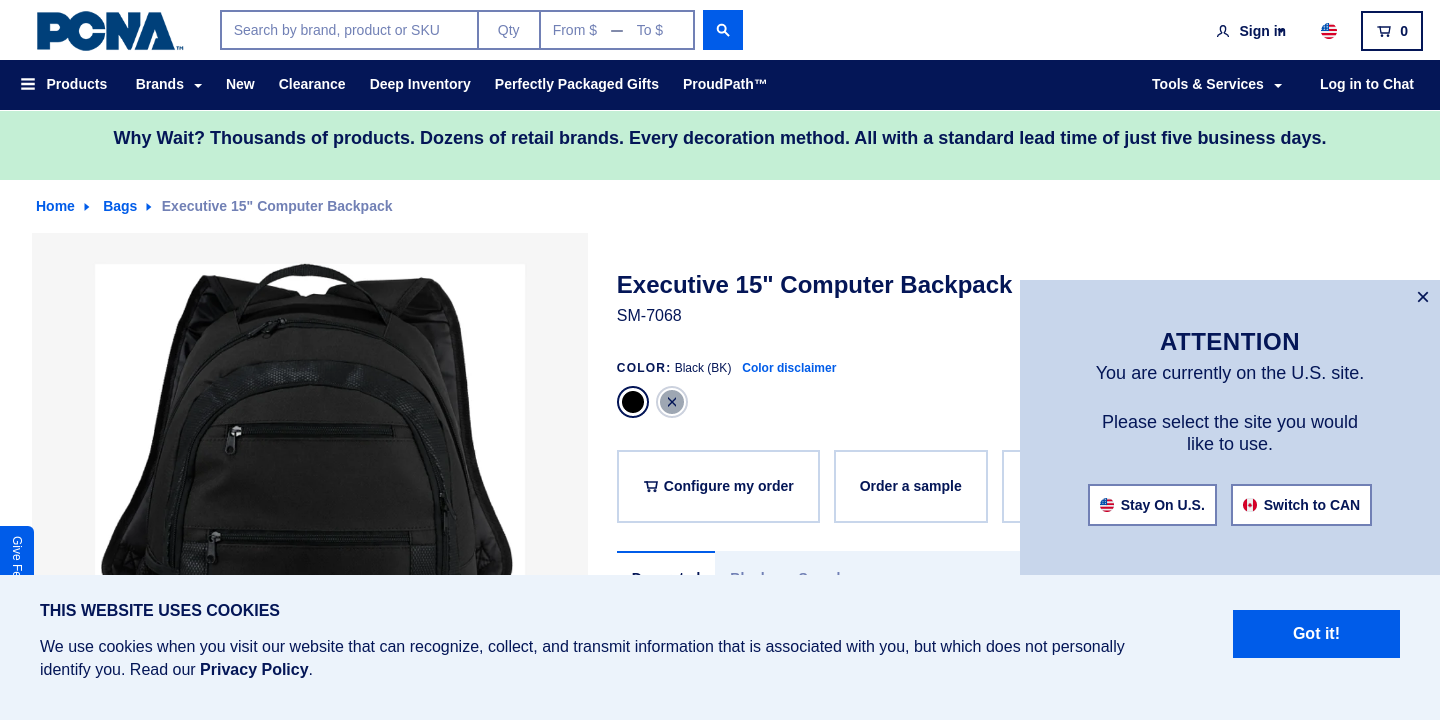 PCNA™
Search by brand, product or SKU
Qty
From $ — To $
Sign in
0
Products
Brands
New
Clearance
Deep Inventory
Perfectly Packaged Gifts
ProudPath™
Tools & Services
Log in to Chat
Why Wait? Thousands of products. Dozens of retail brands. Every decoration method. All with a standard lead time of just five business days.
Home
Bags
Executive 15" Computer Backpack
Executive 15" Computer Backpack
SM-7068
COLOR: Black (BK) Color disclaimer
Configure my order
Order a sample
×
ATTENTION
You are currently on the U.S. site.
Please select the site you would
like to use.
Stay On U.S.
Switch to CAN
Give Fe
THIS WEBSITE USES COOKIES
We use cookies when you visit our website that can recognize, collect, and transmit information that is associated with you, but which does not personally
identify you. Read our Privacy Policy.
Got it!